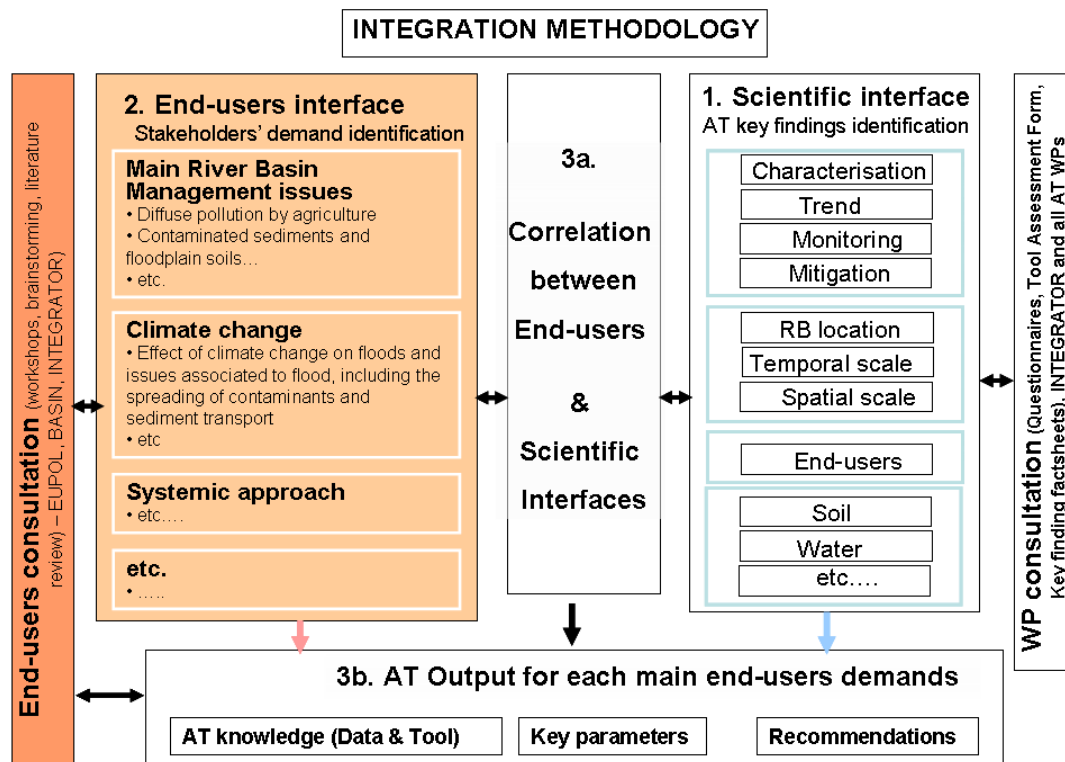 INTEGRATION METHODOLOGY
End-users consultation (workshops, brainstorming, literature
review) – EUPOL, BASIN, INTEGRATOR)
2. End-users interface
Stakeholders' demand identification
Main River Basin
Management issues
• Diffuse pollution by agriculture
• Contaminated sediments and
floodplain soils…
• etc.
Climate change
• Effect of climate change on floods and
issues associated to flood, including the
spreading of contaminants and
sediment transport
• etc
Systemic approach
• etc….
etc.
• …..
3a.
Correlation
between
End-users
&
Scientific
Interfaces
1. Scientific interface
AT key findings identification
Characterisation
Trend
Monitoring
Mitigation
RB location
Temporal scale
Spatial scale
End-users
Soil
Water
etc….
WP consultation (Questionnaires, Tool Assessment Form,
Key finding factsheets). INTEGRATOR and all AT WPs
3b. AT Output for each main end-users demands
AT knowledge (Data & Tool)
Key parameters
Recommendations